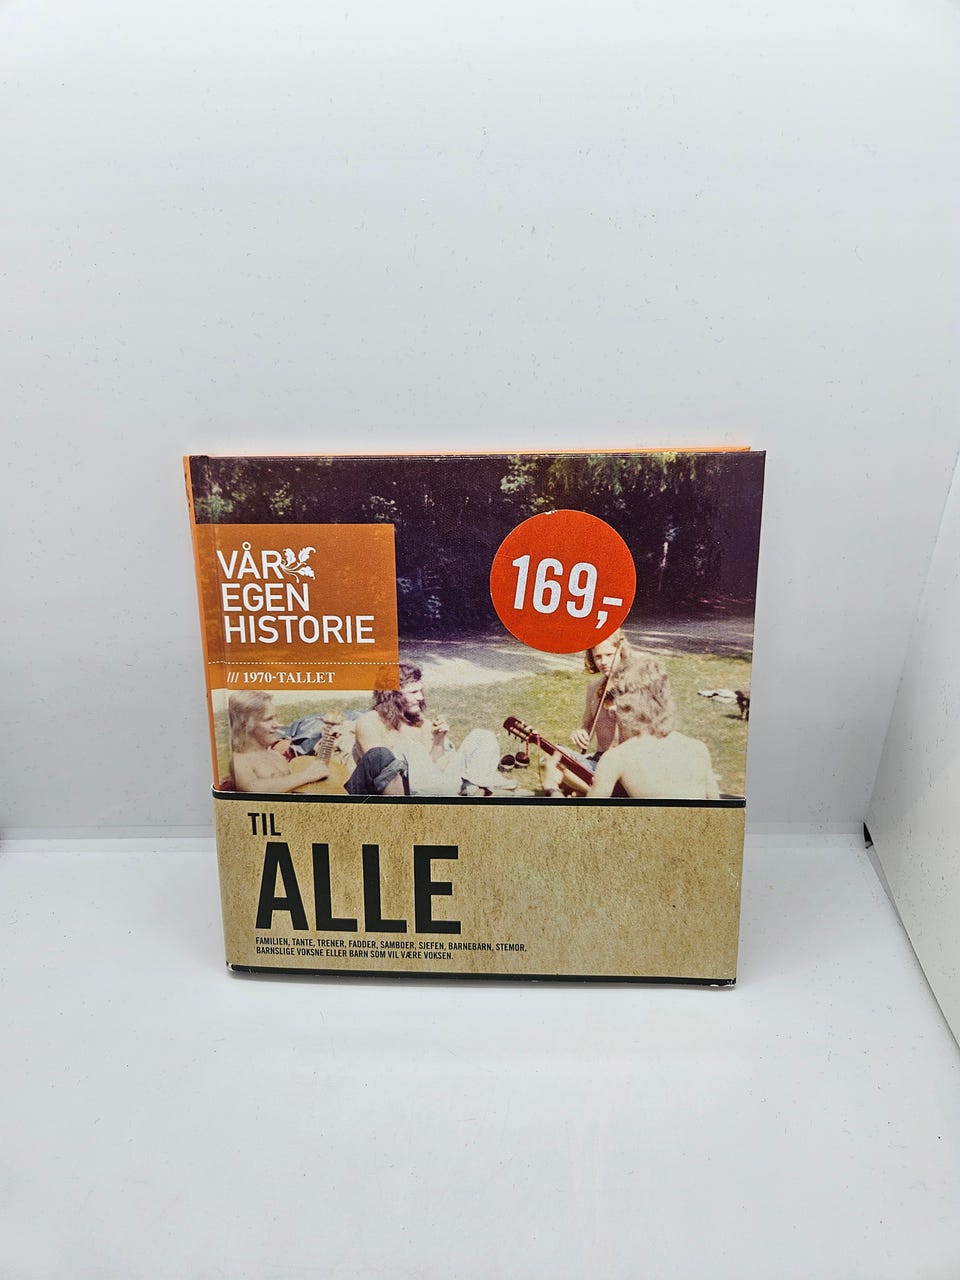 VÅR
EGEN
HISTORIE
/// 1970-TALLET
169,-
TIL
ALLE
FAMILIEN, TANTE, TRENER, FADDER, SAMBOER, SJEFEN, BARNEBARN, STEMOR,
BARNSLIGE VOKSNE ELLER BARN SOM VIL VÆRE VOKSEN.